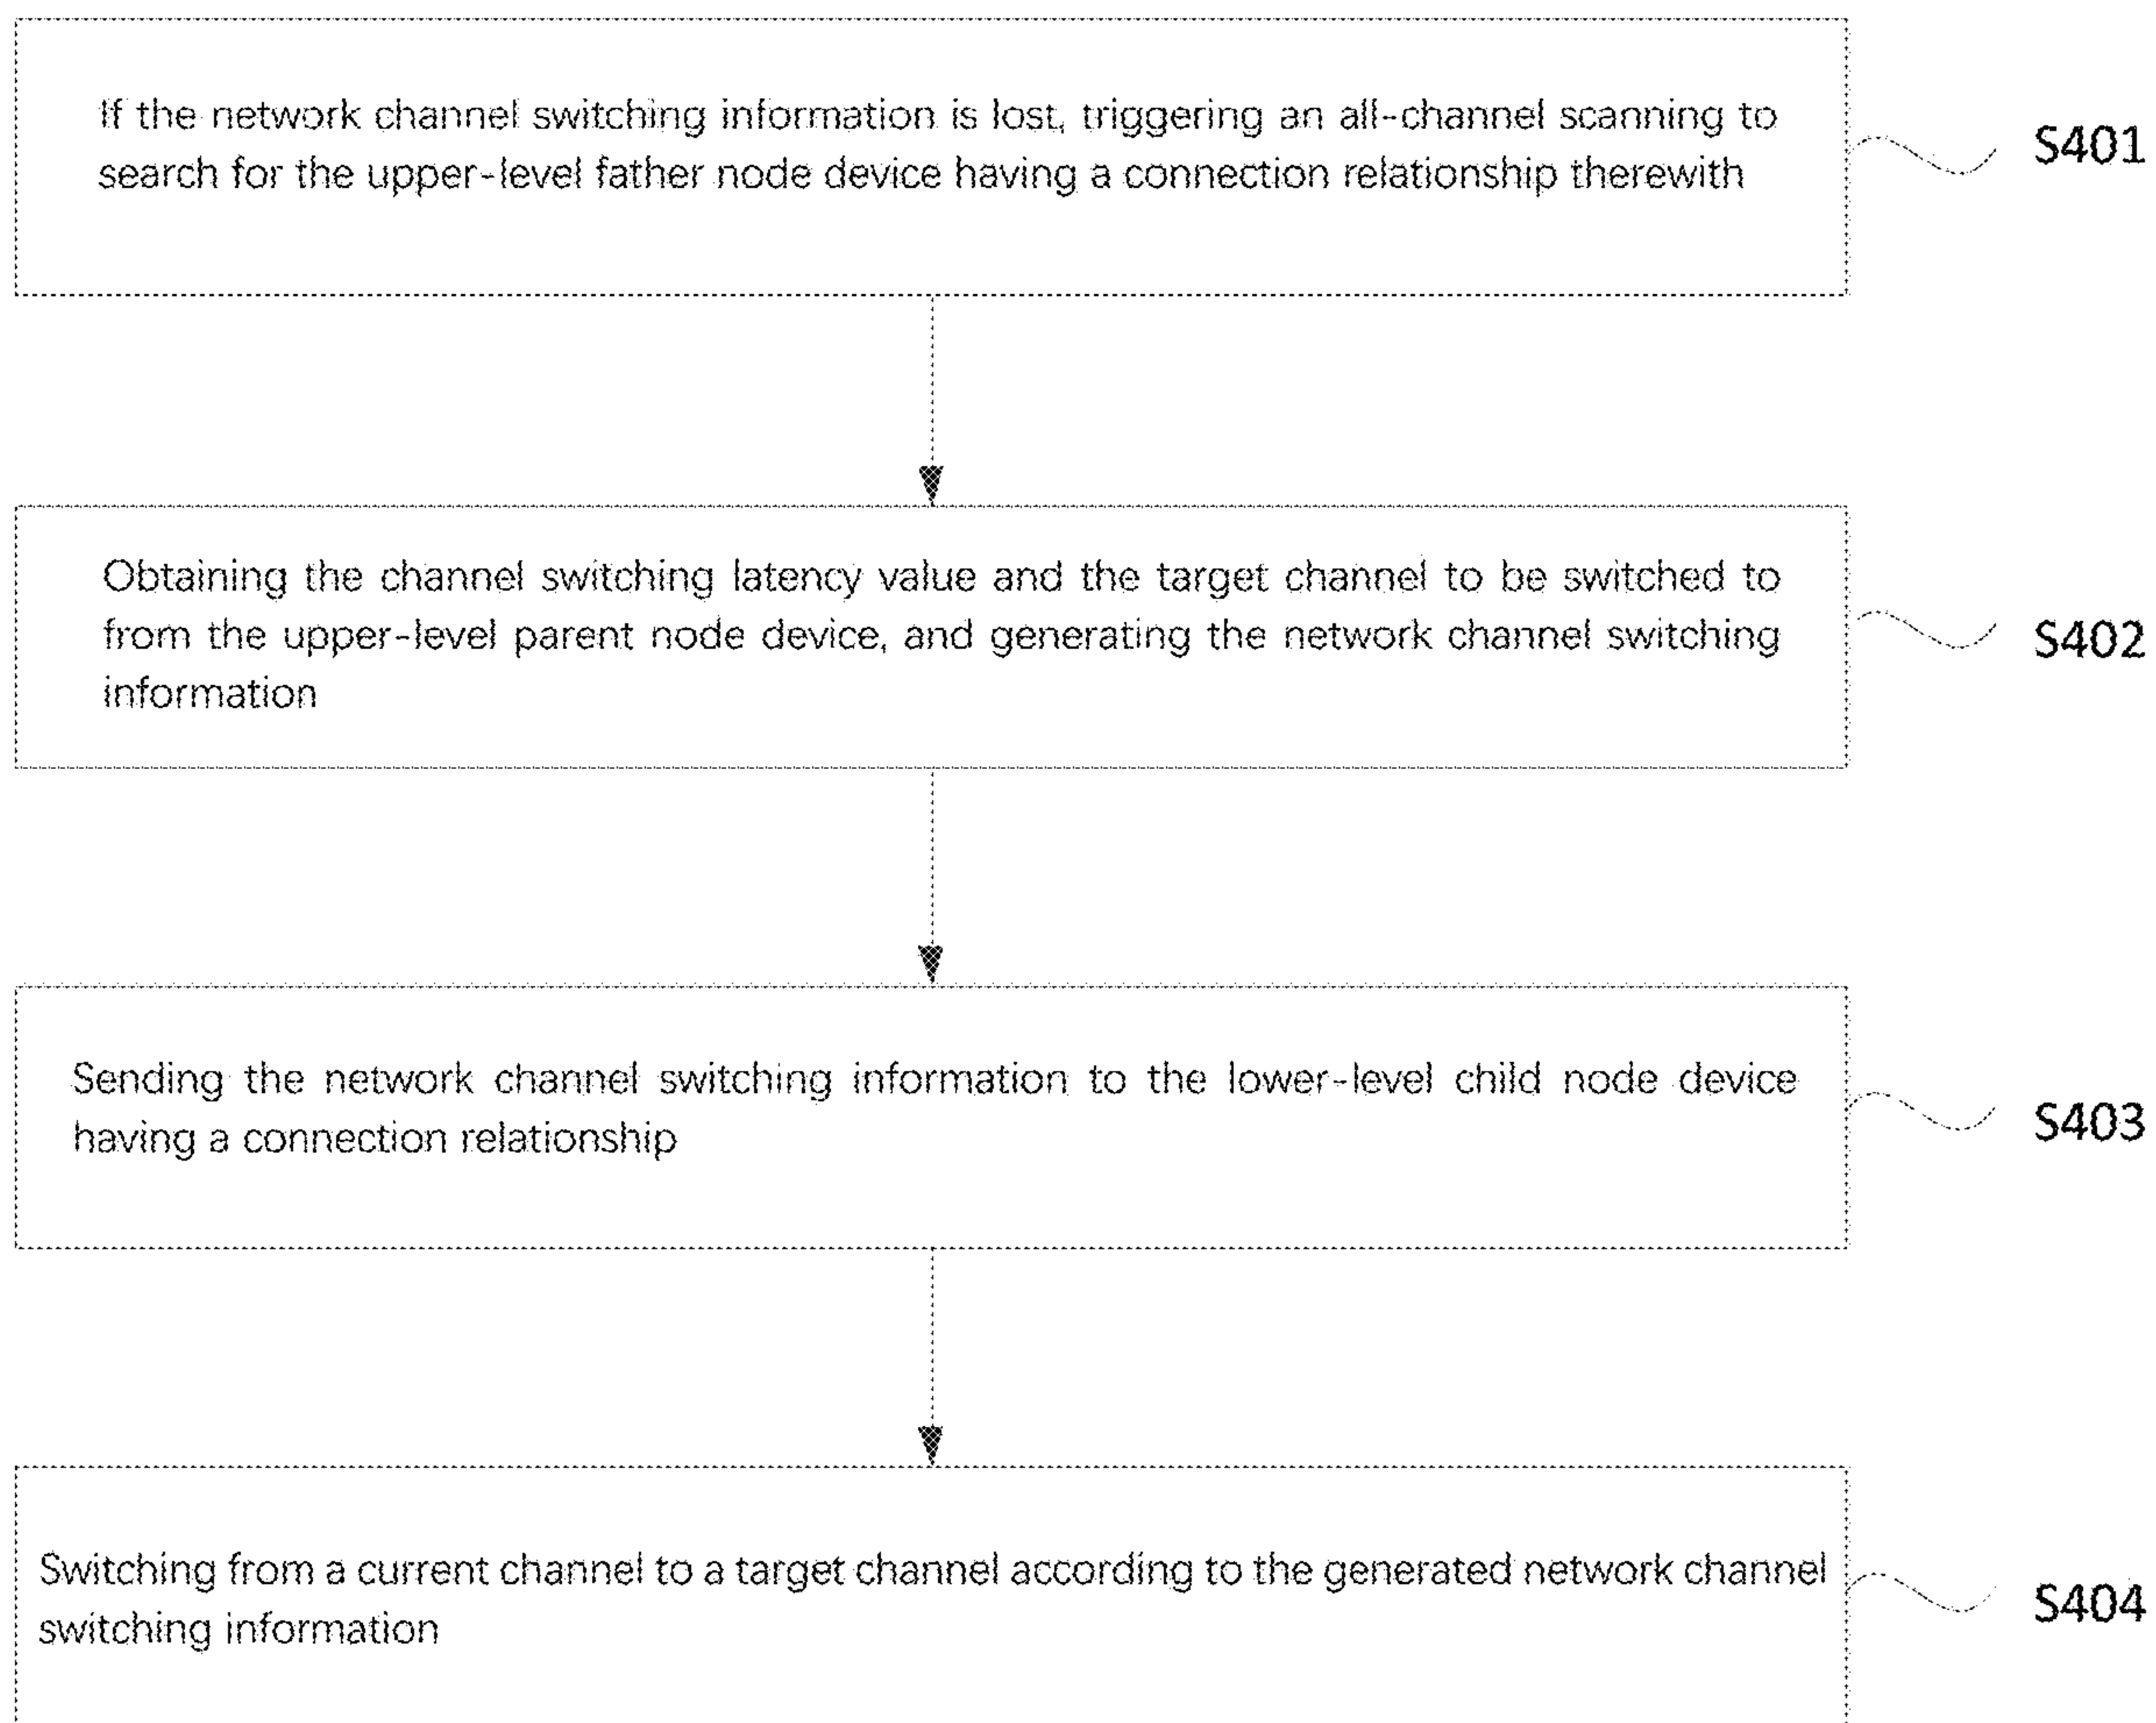 If the network channel switching information is lost, triggering an all-channel scanning to
search for the upper-level father node device having a connection relationship therewith
S401
Obtaining the channel switching latency value and the target channel to be switched to
from the upper-level parent node device, and generating the network channel switching
information
S402
Sending the network channel switching information to the lower-level child node device
having a connection relationship
S403
Switching from a current channel to a target channel according to the generated network channel
switching information
S404